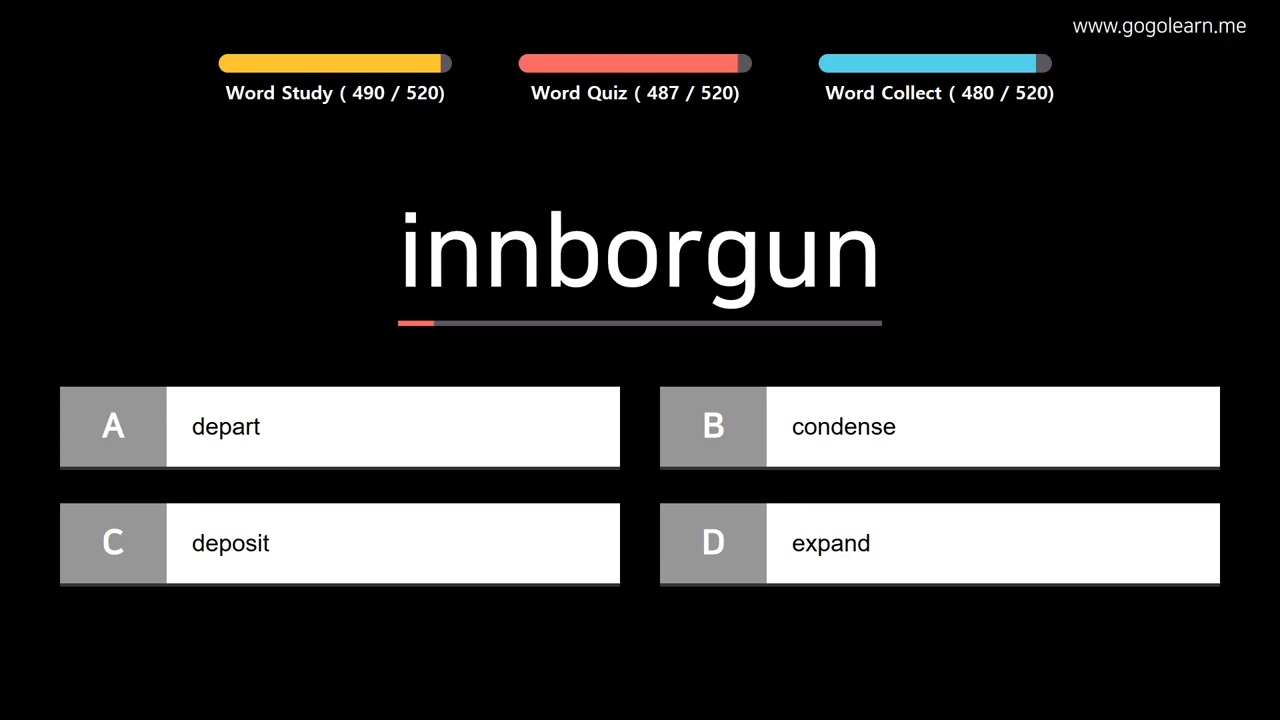 www.gogolearn.me
Word Study ( 490 / 520)
Word Quiz ( 487 / 520)
Word Collect ( 480 / 520)
innborgun
A depart
B condense
C deposit
D expand